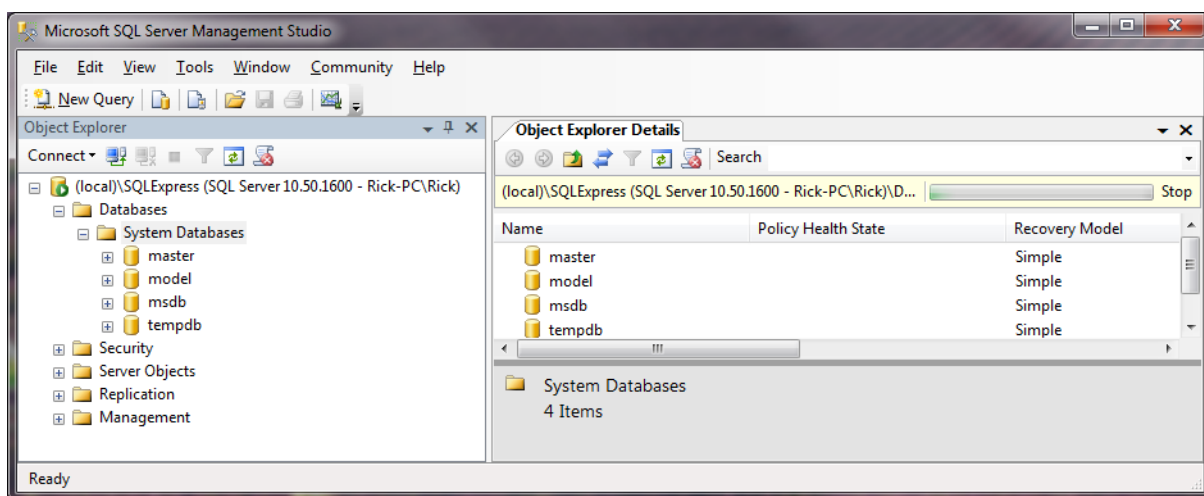 Microsoft SQL Server Management Studio
File Edit View Tools Window Community Help
New Query
Object Explorer
Connect
(local)\SQLExpress (SQL Server 10.50.1600 - Rick-PC\Rick)
Databases
System Databases
master
model
msdb
tempdb
Security
Server Objects
Replication
Management
Object Explorer Details
Search
(local)\SQLExpress (SQL Server 10.50.1600 - Rick-PC\Rick)\D... Stop
Name Policy Health State Recovery Model
master Simple
model Simple
msdb Simple
tempdb Simple
System Databases
4 Items
Ready